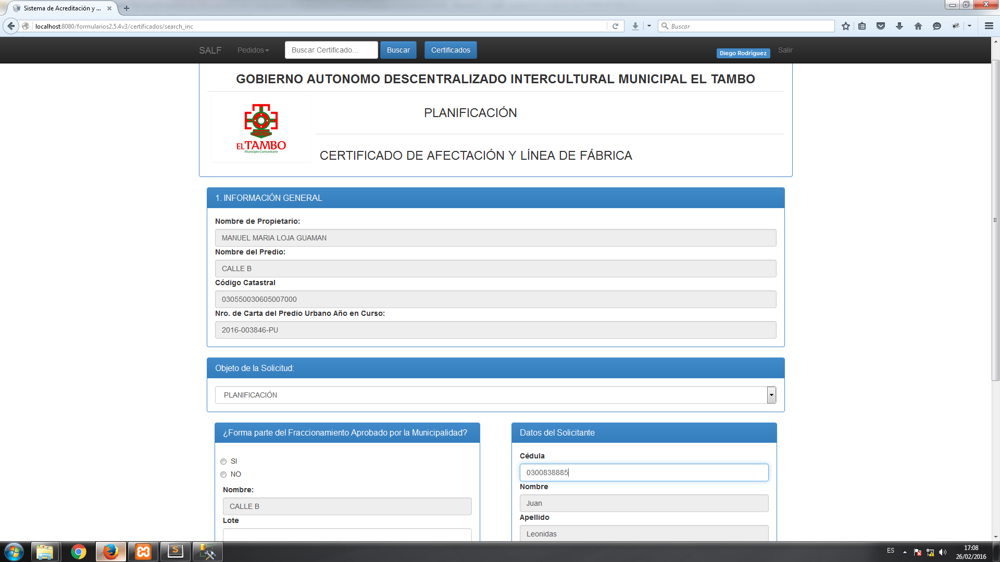 Sistema de Acreditación y ...
localhost:8080/formularios2.5.4v3/certificados/search_inc
Buscar
SALF
Pedidos
Buscar Certificado...
Buscar
Certificados
Diego Rodríguez
Salir
GOBIERNO AUTONOMO DESCENTRALIZADO INTERCULTURAL MUNICIPAL EL TAMBO
EL TAMBO
Municipio Comunitario
PLANIFICACIÓN
CERTIFICADO DE AFECTACIÓN Y LÍNEA DE FÁBRICA
1. INFORMACIÓN GENERAL
Nombre de Propietario:
MANUEL MARIA LOJA GUAMAN
Nombre del Predio:
CALLE B
Código Catastral
030550030605007000
Nro. de Carta del Predio Urbano Año en Curso:
2016-003846-PU
Objeto de la Solicitud:
PLANIFICACIÓN
¿Forma parte del Fraccionamiento Aprobado por la Municipalidad?
SI
NO
Nombre:
CALLE B
Lote
Datos del Solicitante
Cédula
0300838885
Nombre
Juan
Apellido
Leonidas
ES
17:08
26/02/2016